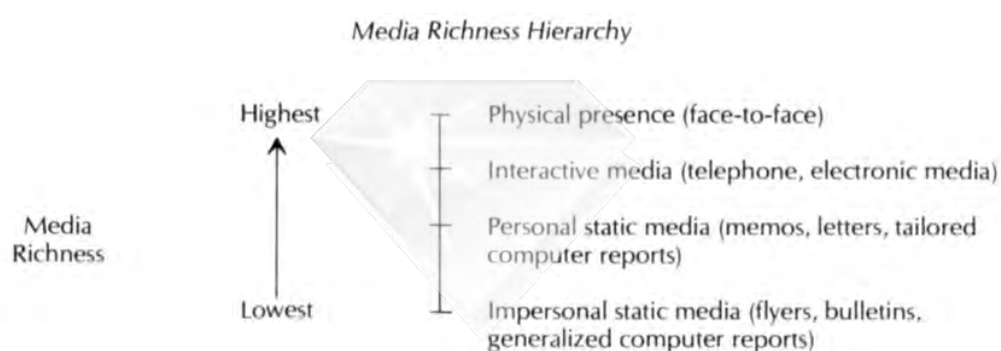 Media Richness Hierarchy
Highest
Physical presence (face-to-face)
Interactive media (telephone, electronic media)
Media
Richness
Personal static media (memos, letters, tailored
computer reports)
Lowest
Impersonal static media (flyers, bulletins,
generalized computer reports)